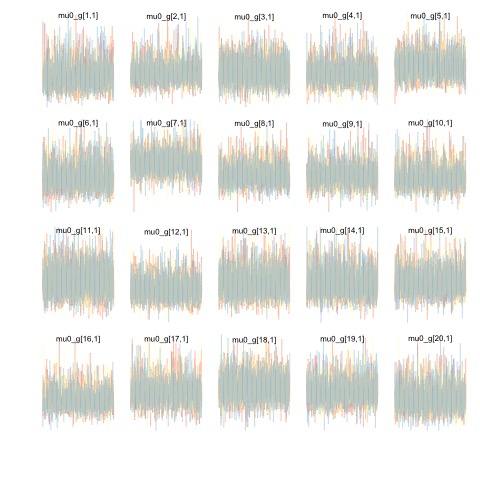 mu0_g[1,1] mu0_g[2,1] mu0_g[3,1] mu0_g[4,1] mu0_g[5,1]
mu0_g[6,1] mu0_g[7,1] mu0_g[8,1] mu0_g[9,1] mu0_g[10,1]
mu0_g[11,1] mu0_g[12,1] mu0_g[13,1] mu0_g[14,1] mu0_g[15,1]
mu0_g[16,1] mu0_g[17,1] mu0_g[18,1] mu0_g[19,1] mu0_g[20,1]